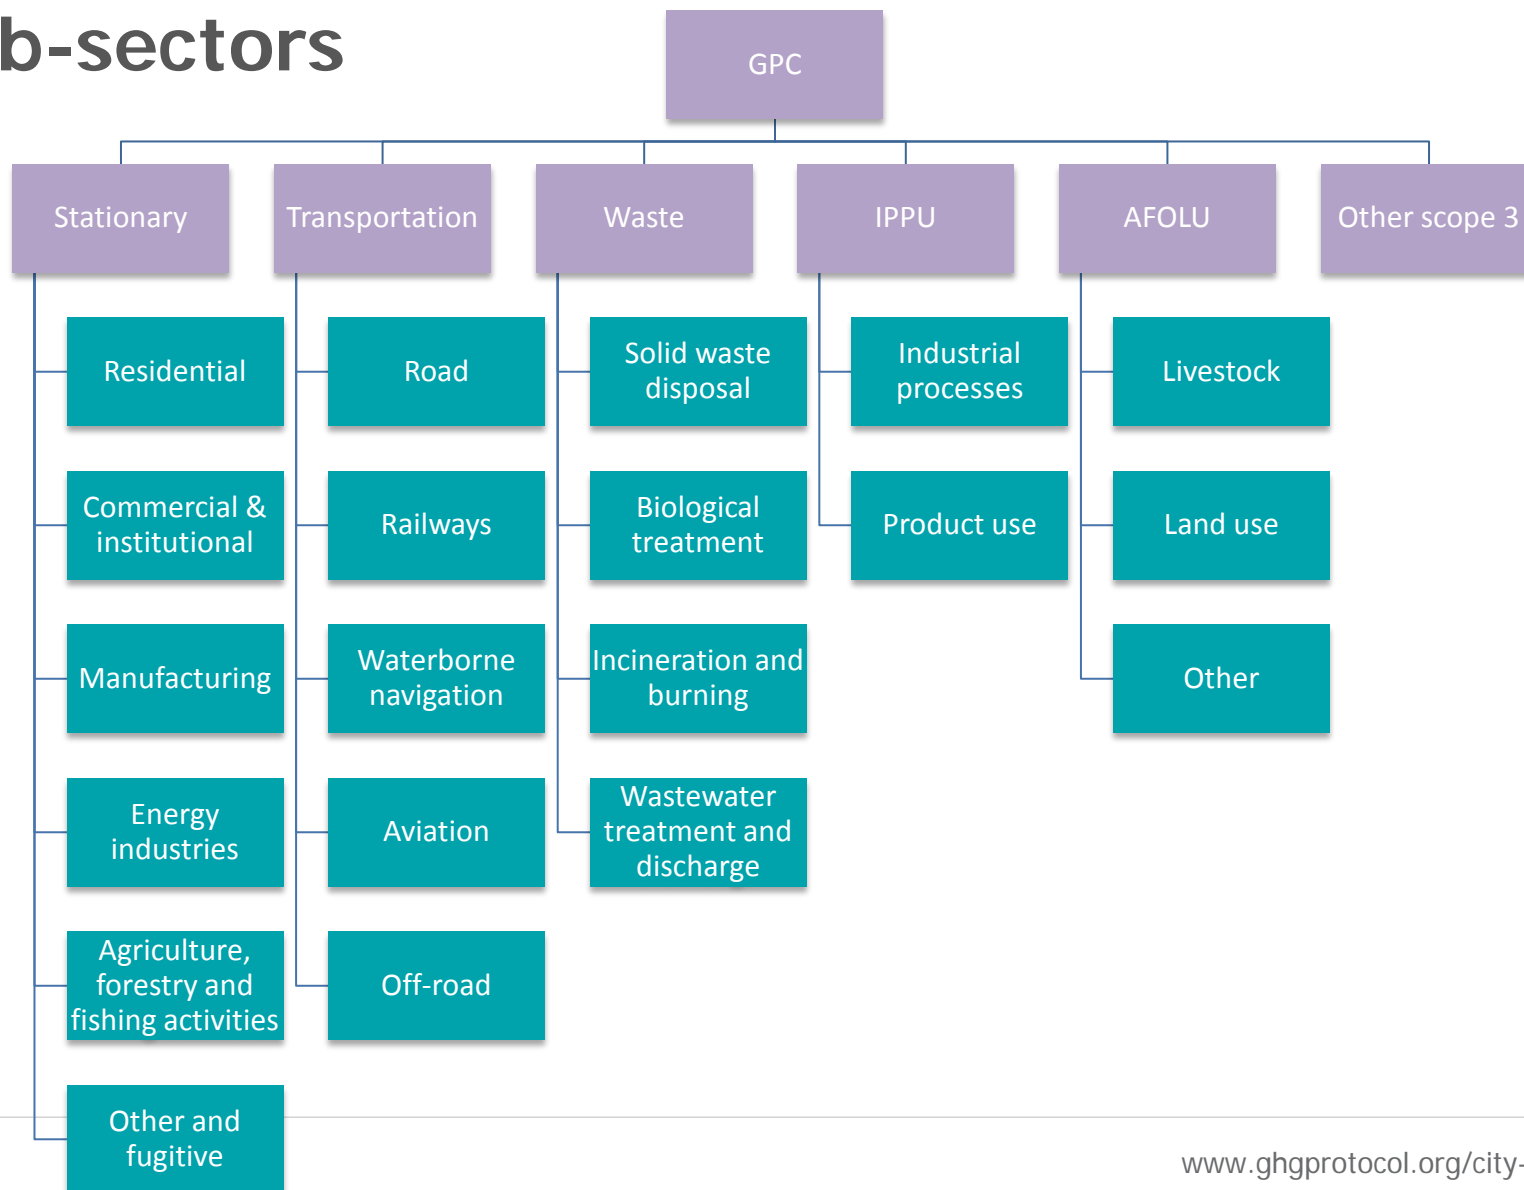 b-sectors
GPC
Stationary
Transportation
Waste
IPPU
AFOLU
Other scope 3
Residential
Commercial &
institutional
Manufacturing
Energy
industries
Agriculture,
forestry and
fishing activities
Other and
fugitive
Road
Railways
Waterborne
navigation
Aviation
Off-road
Solid waste
disposal
Biological
treatment
Incineration and
burning
Wastewater
treatment and
discharge
Industrial
processes
Product use
Livestock
Land use
Other
www.ghgprotocol.org/city-